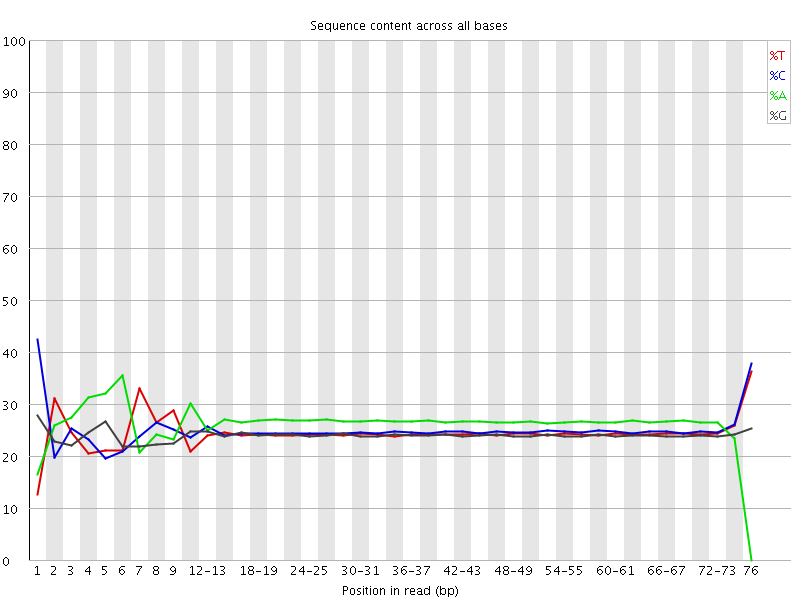 Sequence content across all bases
100
90
80
70
60
50
40
30
20
10
0
%T
%C
%A
%G
1 2 3 4 5 6 7 8 9 12-13 18-19 24-25 30-31 36-37 42-43 48-49 54-55 60-61 66-67 72-73 76
Position in read (bp)